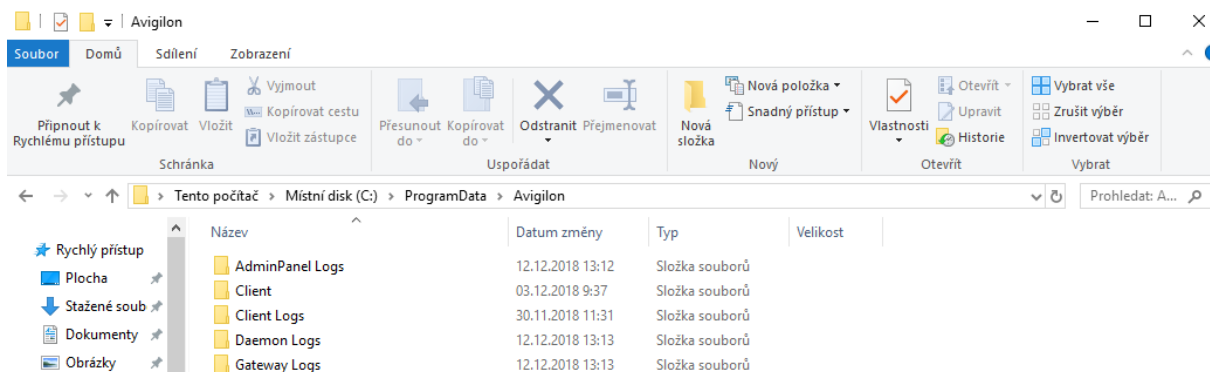 Avigilon
Soubor Domů Sdílení Zobrazení
Připnout k Rychlému přístupu
Kopírovat
Vložit
Vyjmout
Kopírovat cestu
Vložit zástupce
Schránka
Přesunout do
Kopírovat do
Odstranit
Přejmenovat
Uspořádat
Nová složka
Nová položka
Snadný přístup
Nový
Vlastnosti
Otevřít
Upravit
Historie
Otevřít
Vybrat vše
Zrušit výběr
Invertovat výběr
Vybrat
Tento počítač > Místní disk (C:) > ProgramData > Avigilon
Prohledat: A...
Rychlý přístup
Plocha
Stažené soub
Dokumenty
Obrázky
Název Datum změny Typ Velikost
AdminPanel Logs 12.12.2018 13:12 Složka souborů
Client 03.12.2018 9:37 Složka souborů
Client Logs 30.11.2018 11:31 Složka souborů
Daemon Logs 12.12.2018 13:13 Složka souborů
Gateway Logs 12.12.2018 13:13 Složka souborů